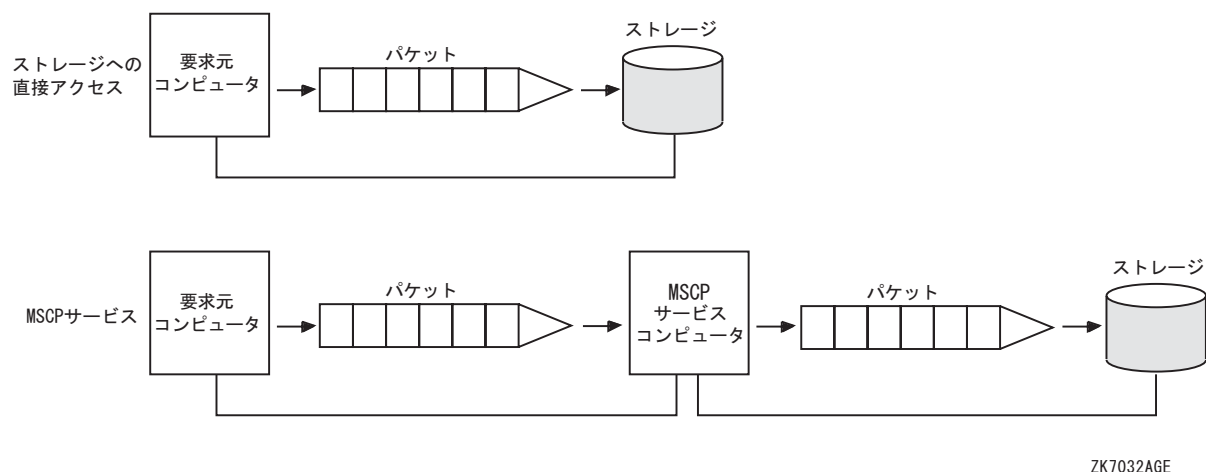 ストレージへの
直接アクセス
要求元
コンピュータ
パケット
ストレージ
MSCPサービス
要求元
コンピュータ
パケット
MSCP
サービス
コンピュータ
パケット
ストレージ
ZK7032AGE